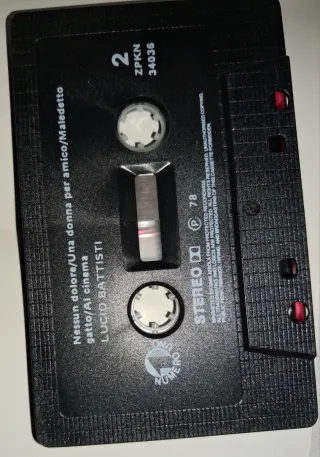 Nessun dolore/Una donna per amico/Maledetto
gatto/Al cinema
LUCIO BATTISTI
2
ZPKN
34036
STEREO
P 78
NUMERO UNO